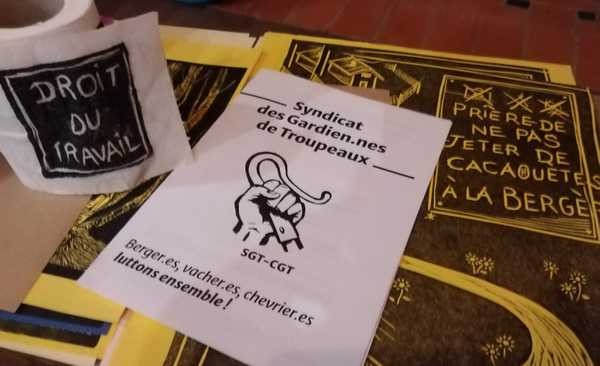 DROIT
DU
TRAVAIL
Syndicat
des Gardien.nes
de Troupeaux
SGT-CGT
Berger.es, vacher.es, chevrier.es
luttons ensemble !
PRIÈRE DE
NE PAS
JETER DE
CACAHUÈTES
À LA BERGÈ